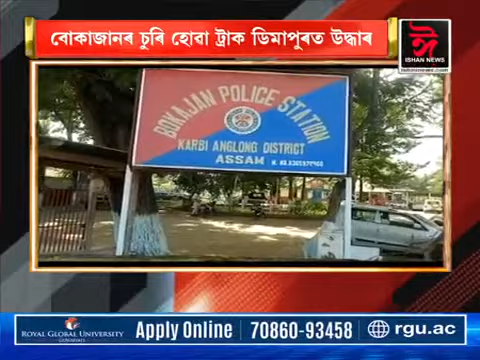 বোকাজানৰ চুৰি হোৱা ট্ৰাক ডিমাপুৰত উদ্ধাৰ
ISHAN NEWS
BOKAJAN POLICE STATION
KARBI ANGLONG DISTRICT
ASSAM
ROYAL GLOBAL UNIVERSITY
GUWAHATI
Apply Online
70860-93458
rgu.ac